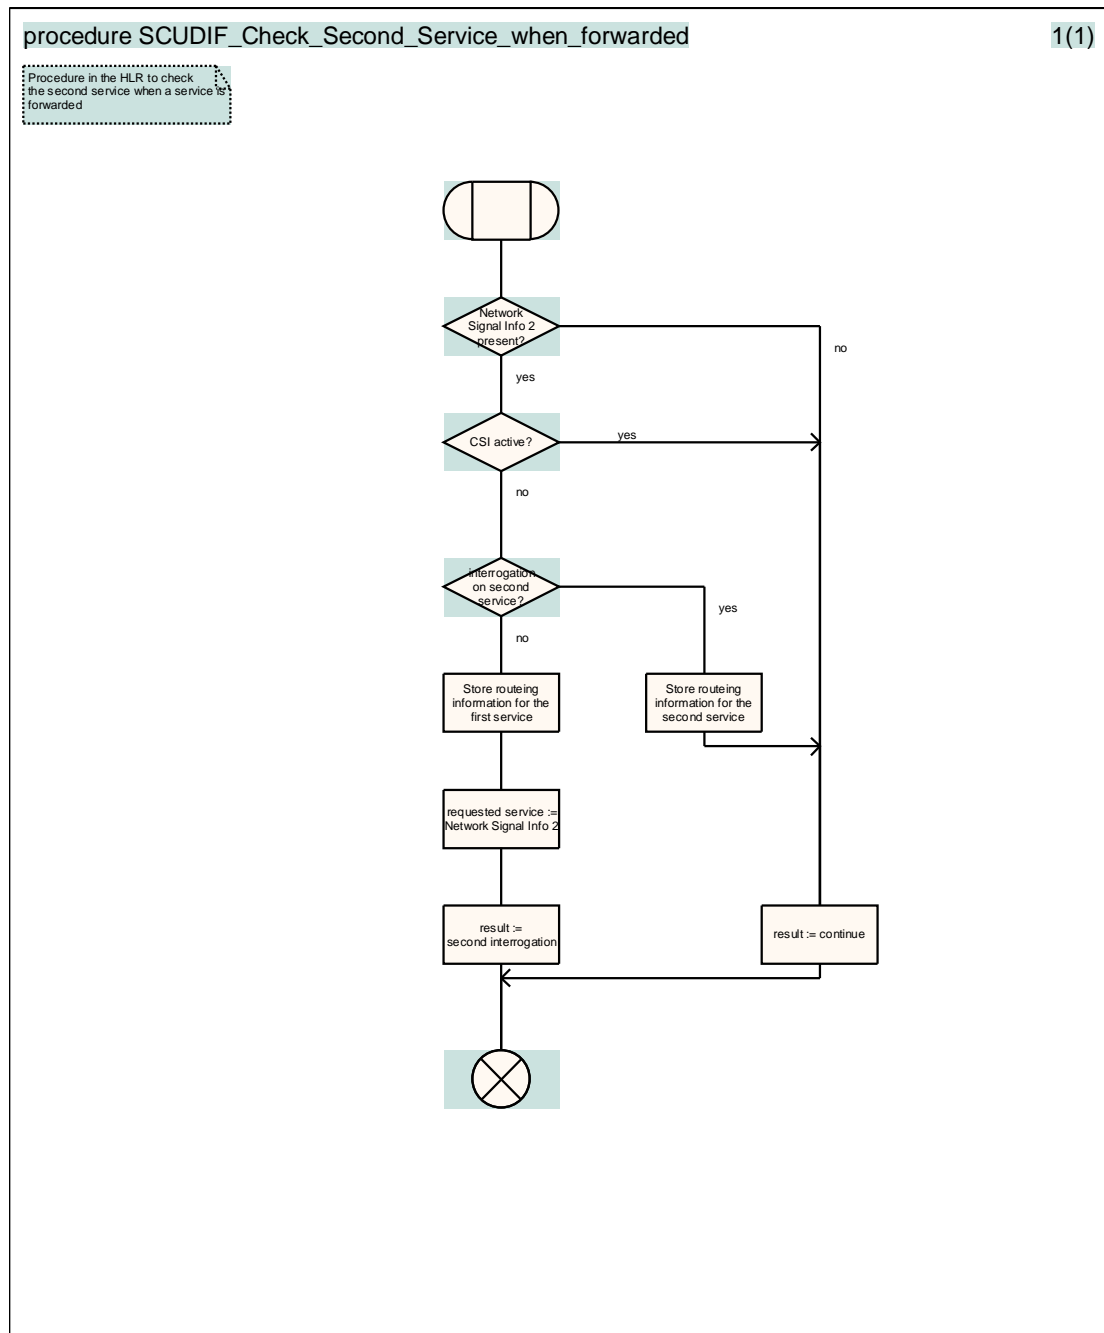 procedure SCUDIF_Check_Second_Service_when_forwarded
1(1)
Procedure in the HLR to check
the second service when a service is
forwarded
Network
Signal Info 2
present?
no
yes
CSI active?
yes
no
interrogation
on second
service?
yes
no
Store routeing
information for the
first service
Store routeing
information for the
second service
requested service :=
Network Signal Info 2
result :=
second interrogation
result := continue